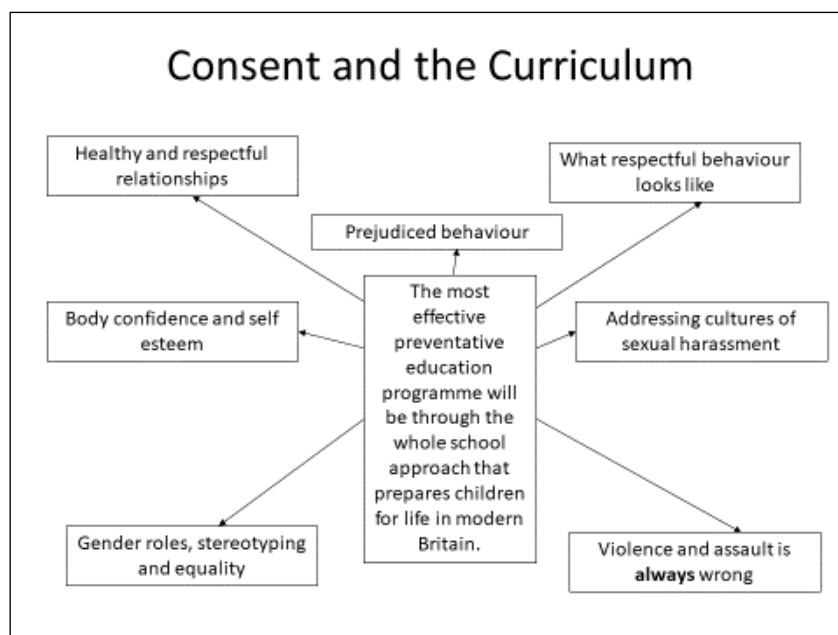 Consent and the Curriculum
Healthy and respectful
relationships
What respectful behaviour
looks like
Prejudiced behaviour
The most
effective
preventative
education
programme will
be through the
whole school
approach that
prepares children
for life in modern
Britain.
Body confidence and self
esteem
Addressing cultures of
sexual harassment
Gender roles, stereotyping
and equality
Violence and assault is
always wrong